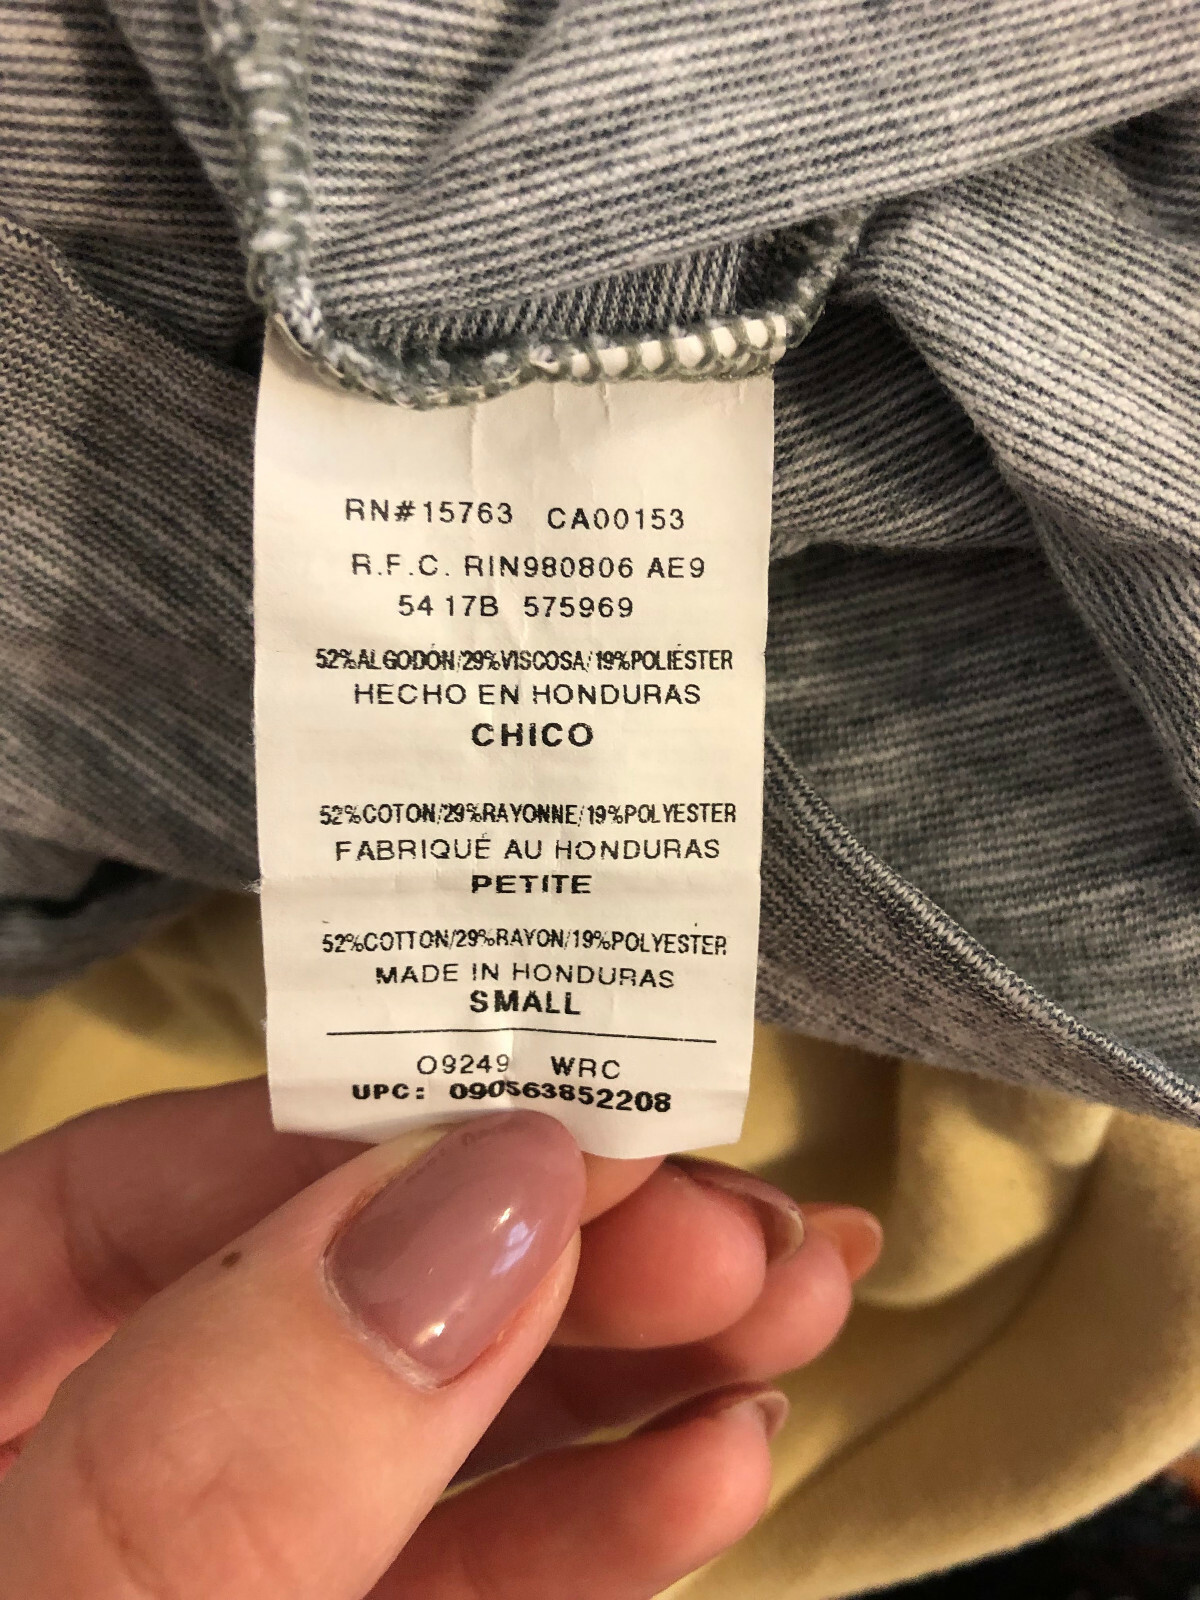 RN#15763 CA00153
R.F.C. RIN980806 AE9
54 17B 575969
52%ALGODÓN/29%VISCOSA/19%POLIÉSTER
HECHO EN HONDURAS
CHICO
52%COTON/29%RAYONNE/19%POLYESTER
FABRIQUÉ AU HONDURAS
PETITE
52%COTTON/29%RAYON/19%POLYESTER
MADE IN HONDURAS
SMALL
O9249 WRC
UPC: 090563852208